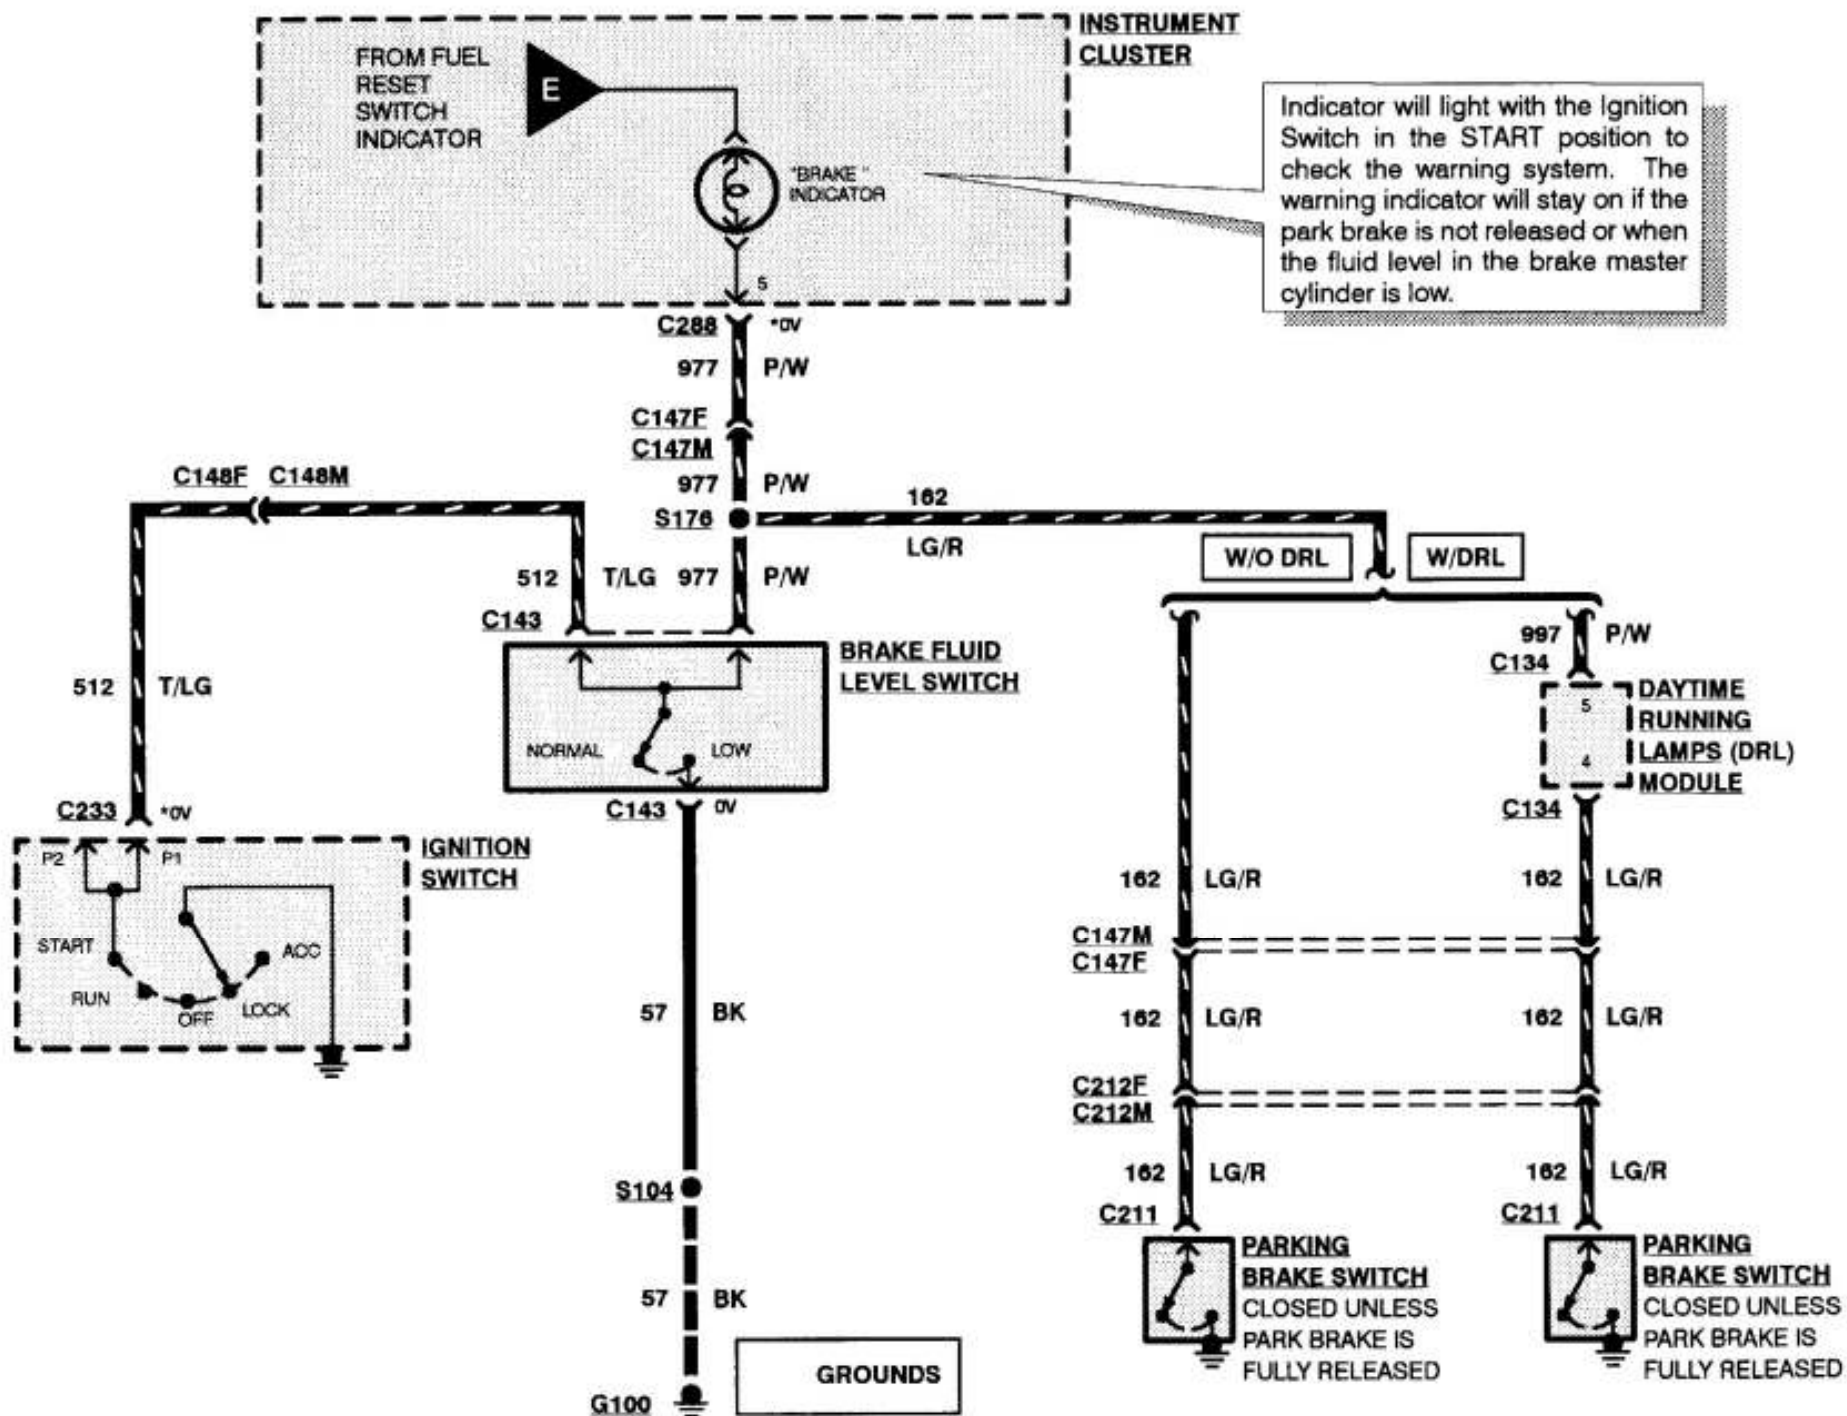 INSTRUMENT
CLUSTER
FROM FUEL
RESET
SWITCH
INDICATOR
E
"BRAKE"
INDICATOR
5
Indicator will light with the Ignition
Switch in the START position to
check the warning system. The
warning indicator will stay on if the
park brake is not released or when
the fluid level in the brake master
cylinder is low.
C288 *0V
977 P/W
C147F
C147M
977 P/W
C148F C148M
S176
162
LG/R
W/O DRL
W/DRL
512 T/LG 977 P/W
C143
BRAKE FLUID
LEVEL SWITCH
NORMAL LOW
C143 0V
512 T/LG
C233 *0V
IGNITION
SWITCH
P2 P1
START
RUN
OFF
LOCK
ACC
57 BK
S104
57 BK
G100
GROUNDS
997 P/W
C134
DAYTIME
RUNNING
LAMPS (DRL)
MODULE
5
4
C134
162 LG/R
162 LG/R
C147M
C147F
162 LG/R
162 LG/R
C212F
C212M
162 LG/R
162 LG/R
C211
C211
PARKING
BRAKE SWITCH
CLOSED UNLESS
PARK BRAKE IS
FULLY RELEASED
PARKING
BRAKE SWITCH
CLOSED UNLESS
PARK BRAKE IS
FULLY RELEASED